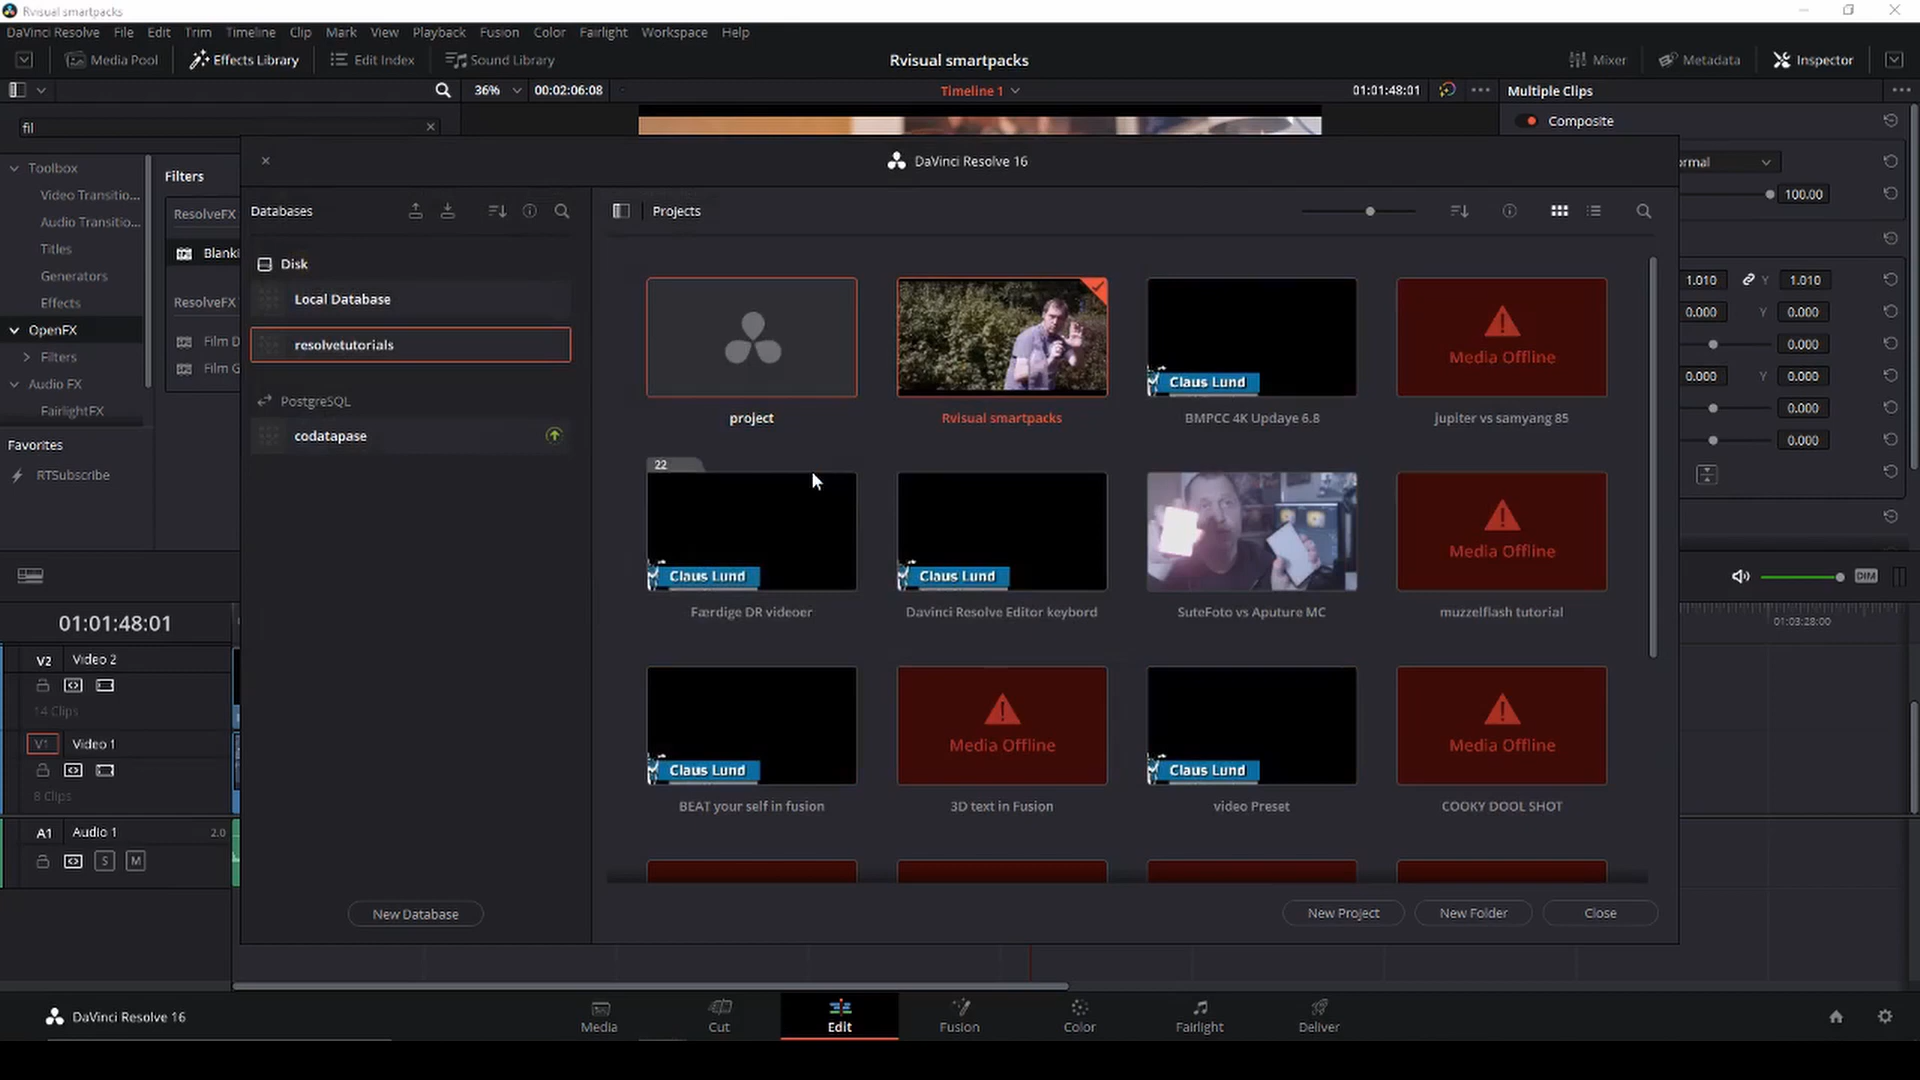 Rvisual smartpacks
DaVinci Resolve File Edit Trim Timeline Clip Mark View Playback Fusion Color Fairlight Workspace Help
Media Pool Effects Library Edit Index Sound Library Rvisual smartpacks Mixer Metadata Inspector
36% 00:02:06:08 Timeline 1 01:01:48:01 Multiple Clips
fil
Composite
DaVinci Resolve 16
Toolbox
Video Transitio...
Audio Transitio...
Titles
Generators
Effects
OpenFX
Filters
Audio FX
FairlightFX
Favorites
RTSubscribe
Filters
ResolveFX
Blanki
ResolveFX
Film D
Film G
Databases
Disk
Local Database
resolvetutorials
PostgreSQL
codatapase
New Database
Projects
project
Rvisual smartpacks
Claus Lund
BMPCC 4K Updaye 6.8
Media Offline
jupiter vs samyang 85
22
Claus Lund
Færdige DR videoer
Claus Lund
Davinci Resolve Editor keybord
SuteFoto vs Aputure MC
Media Offline
muzzelflash tutorial
Claus Lund
BEAT your self in fusion
Media Offline
3D text in Fusion
Claus Lund
video Preset
Media Offline
COOKY DOOL SHOT
New Project New Folder Close
ormal
100.00
1.010 Y 1.010
0.000 Y 0.000
0.000
0.000 Y 0.000
0.000
0.000
DIM
01:01:48:01
01:03:28:00
V2 Video 2
14 Clips
V1 Video 1
8 Clips
A1 Audio 1 2.0
S M
DaVinci Resolve 16
Media Cut Edit Fusion Color Fairlight Deliver